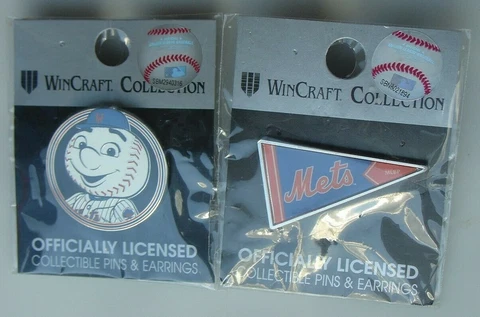 WINCRAFT COLLECTION
OFFICIALLY LICENSED
COLLECTIBLE PINS & EARRINGS
WINCRAFT COLLECTION
Mets
OFFICIALLY LICENSED
COLLECTIBLE PINS & EARRINGS